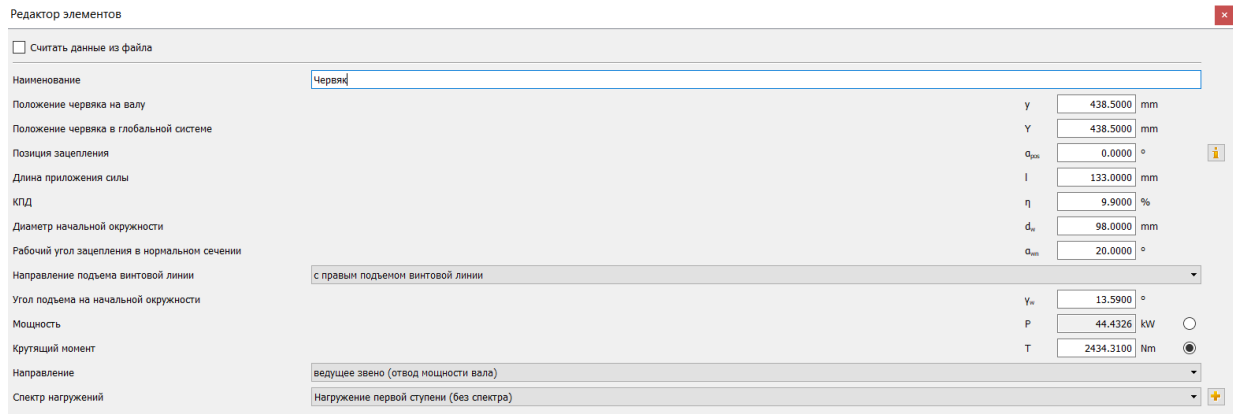 Редактор элементов
Считать данные из файла
Наименование Червяк
Положение червяка на валу y 438.5000 mm
Положение червяка в глобальной системе Y 438.5000 mm
Позиция зацепления αpos 0.0000 °
Длина приложения силы l 133.0000 mm
КПД η 9.9000 %
Диаметр начальной окружности dw 98.0000 mm
Рабочий угол зацепления в нормальном сечении αwn 20.0000 °
Направление подъема винтовой линии с правым подъемом винтовой линии
Угол подъема на начальной окружности γw 13.5900 °
Мощность P 44.4326 kW
Крутящий момент T 2434.3100 Nm
Направление ведущее звено (отвод мощности вала)
Спектр нагружений Нагружение первой ступени (без спектра)